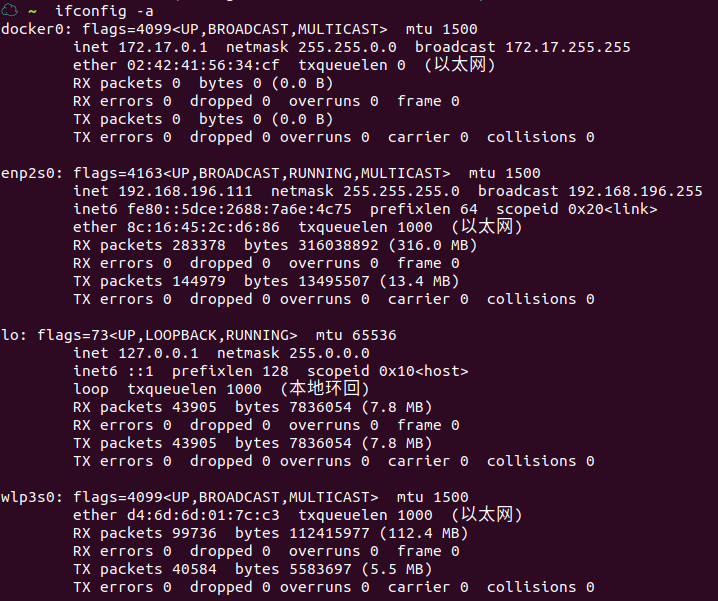 ~ ifconfig -a
docker0: flags=4099<UP,BROADCAST,MULTICAST>  mtu 1500
        inet 172.17.0.1  netmask 255.255.0.0  broadcast 172.17.255.255
        ether 02:42:41:56:34:cf  txqueuelen 0  (以太网)
        RX packets 0  bytes 0 (0.0 B)
        RX errors 0  dropped 0  overruns 0  frame 0
        TX packets 0  bytes 0 (0.0 B)
        TX errors 0  dropped 0 overruns 0  carrier 0  collisions 0

enp2s0: flags=4163<UP,BROADCAST,RUNNING,MULTICAST>  mtu 1500
        inet 192.168.196.111  netmask 255.255.255.0  broadcast 192.168.196.255
        inet6 fe80::5dce:2688:7a6e:4c75  prefixlen 64  scopeid 0x20<link>
        ether 8c:16:45:2c:d6:86  txqueuelen 1000  (以太网)
        RX packets 283378  bytes 316038892 (316.0 MB)
        RX errors 0  dropped 0  overruns 0  frame 0
        TX packets 144979  bytes 13495507 (13.4 MB)
        TX errors 0  dropped 0 overruns 0  carrier 0  collisions 0

lo: flags=73<UP,LOOPBACK,RUNNING>  mtu 65536
        inet 127.0.0.1  netmask 255.0.0.0
        inet6 ::1  prefixlen 128  scopeid 0x10<host>
        loop  txqueuelen 1000  (本地环回)
        RX packets 43905  bytes 7836054 (7.8 MB)
        RX errors 0  dropped 0  overruns 0  frame 0
        TX packets 43905  bytes 7836054 (7.8 MB)
        TX errors 0  dropped 0 overruns 0  carrier 0  collisions 0

wlp3s0: flags=4099<UP,BROADCAST,MULTICAST>  mtu 1500
        ether d4:6d:6d:01:7c:c3  txqueuelen 1000  (以太网)
        RX packets 99736  bytes 112415977 (112.4 MB)
        RX errors 0  dropped 0  overruns 0  frame 0
        TX packets 40584  bytes 5583697 (5.5 MB)
        TX errors 0  dropped 0 overruns 0  carrier 0  collisions 0